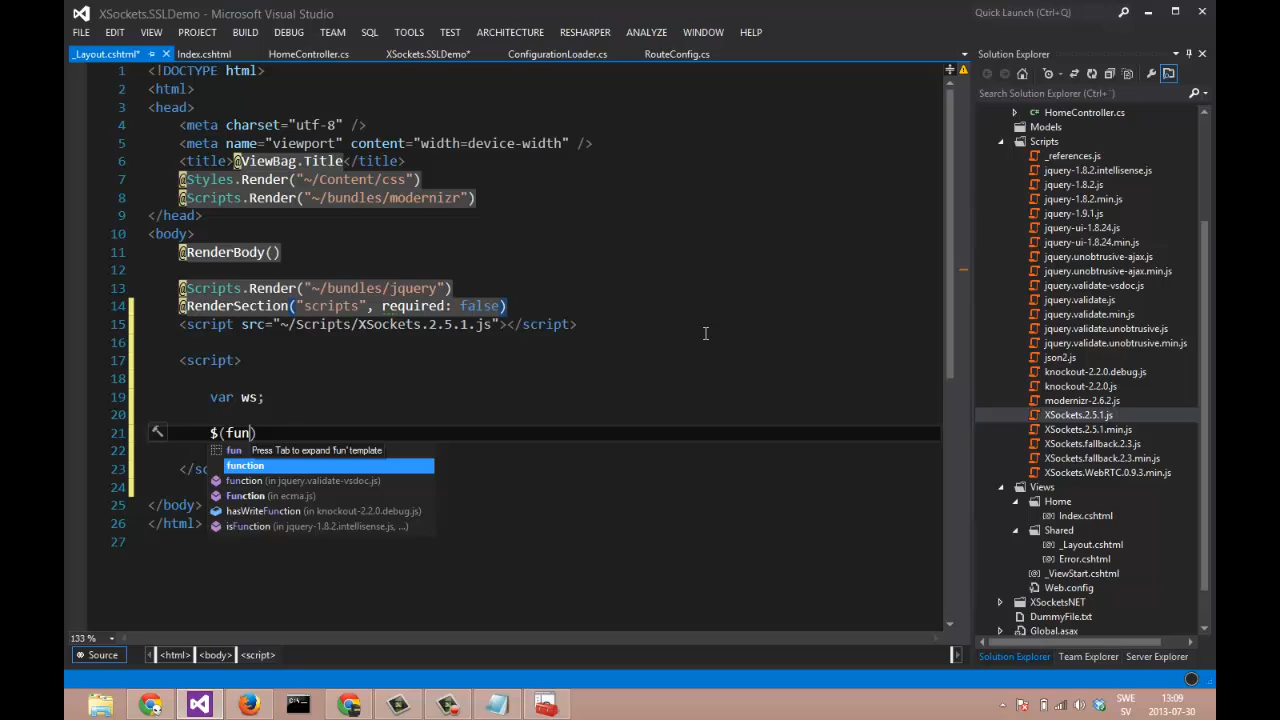 XSockets.SSLDemo - Microsoft Visual Studio
Quick Launch (Ctrl+Q)
FILE EDIT VIEW PROJECT BUILD DEBUG TEAM SQL TOOLS TEST ARCHITECTURE RESHARPER ANALYZE WINDOW HELP
_Layout.cshtml* Index.cshtml HomeController.cs XSockets.SSLDemo* ConfigurationLoader.cs RouteConfig.cs
1 <!DOCTYPE html>
2 <html>
3 <head>
4 <meta charset="utf-8" />
5 <meta name="viewport" content="width=device-width" />
6 <title>@ViewBag.Title</title>
7 @Styles.Render("~/Content/css")
8 @Scripts.Render("~/bundles/modernizr")
9 </head>
10 <body>
11 @RenderBody()
12
13 @Scripts.Render("~/bundles/jquery")
14 @RenderSection("scripts", required: false)
15 <script src="~/Scripts/XSockets.2.5.1.js"></script>
16
17 <script>
18
19 var ws;
20
21 $(fun)
22
23 </s
24
25 </body>
26 </html>
27
fun Press Tab to expand 'fun' template
function
function (in jquery.validate-vsdoc.js)
Function (in ecma.js)
hasWriteFunction (in knockout-2.2.0.debug.js)
isFunction (in jquery-1.8.2.intellisense.js, ...)
133 %
Source <html> <body> <script>
Solution Explorer
Search Solution Explorer (Ctrl+¨)
HomeController.cs
Models
Scripts
_references.js
jquery-1.8.2.intellisense.js
jquery-1.8.2.js
jquery-1.8.2.min.js
jquery-1.9.1.js
jquery-ui-1.8.24.js
jquery-ui-1.8.24.min.js
jquery.unobtrusive-ajax.js
jquery.unobtrusive-ajax.min.js
jquery.validate-vsdoc.js
jquery.validate.js
jquery.validate.min.js
jquery.validate.unobtrusive.js
jquery.validate.unobtrusive.min.js
json2.js
knockout-2.2.0.debug.js
knockout-2.2.0.js
modernizr-2.6.2.js
XSockets.2.5.1.js
XSockets.2.5.1.min.js
XSockets.fallback.2.3.js
XSockets.fallback.2.3.min.js
XSockets.WebRTC.0.9.3.min.js
Views
Home
Index.cshtml
Shared
_Layout.cshtml
Error.cshtml
_ViewStart.cshtml
Web.config
XSocketsNET
DummyFile.txt
Global.asax
Solution Explorer Team Explorer Server Explorer
SWE
SV
13:09
2013-07-30